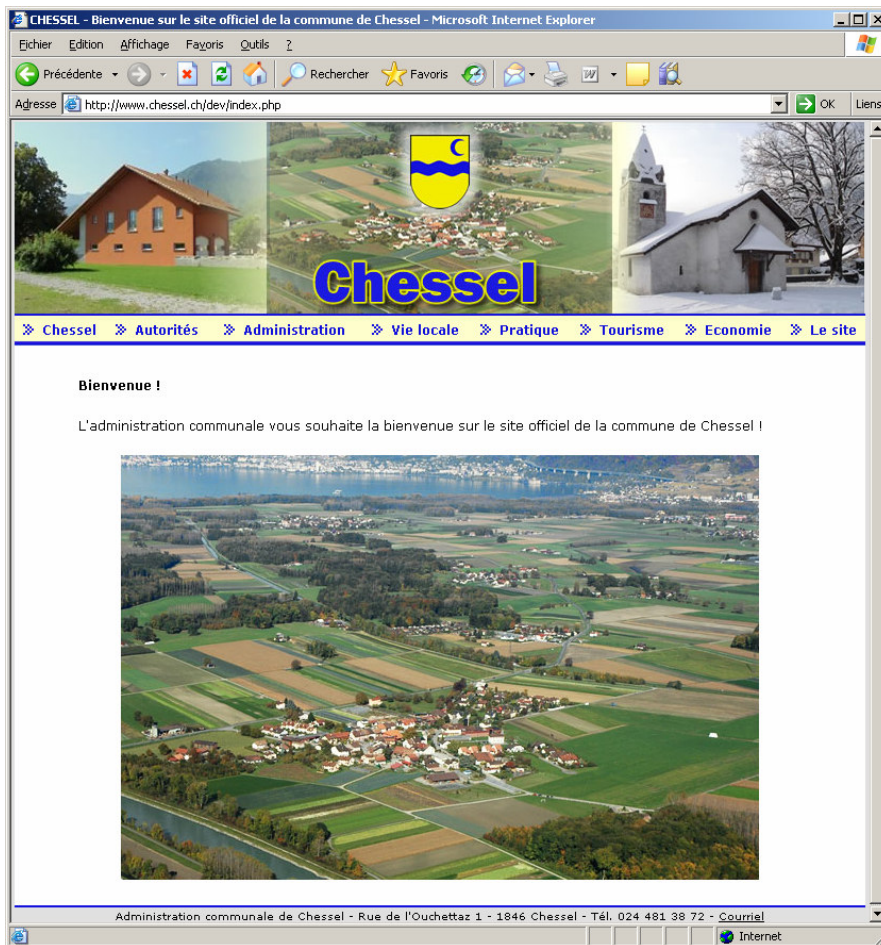 CHESSEL - Bienvenue sur le site officiel de la commune de Chessel - Microsoft Internet Explorer
Fichier Edition Affichage Favoris Outils ?
Précédente Rechercher Favoris
Adresse http://www.chessel.ch/dev/index.php OK Liens
Chessel
» Chessel » Autorités » Administration » Vie locale » Pratique » Tourisme » Economie » Le site
Bienvenue !
L'administration communale vous souhaite la bienvenue sur le site officiel de la commune de Chessel !
Administration communale de Chessel - Rue de l'Ouchettaz 1 - 1846 Chessel - Tél. 024 481 38 72 - Courriel
Internet